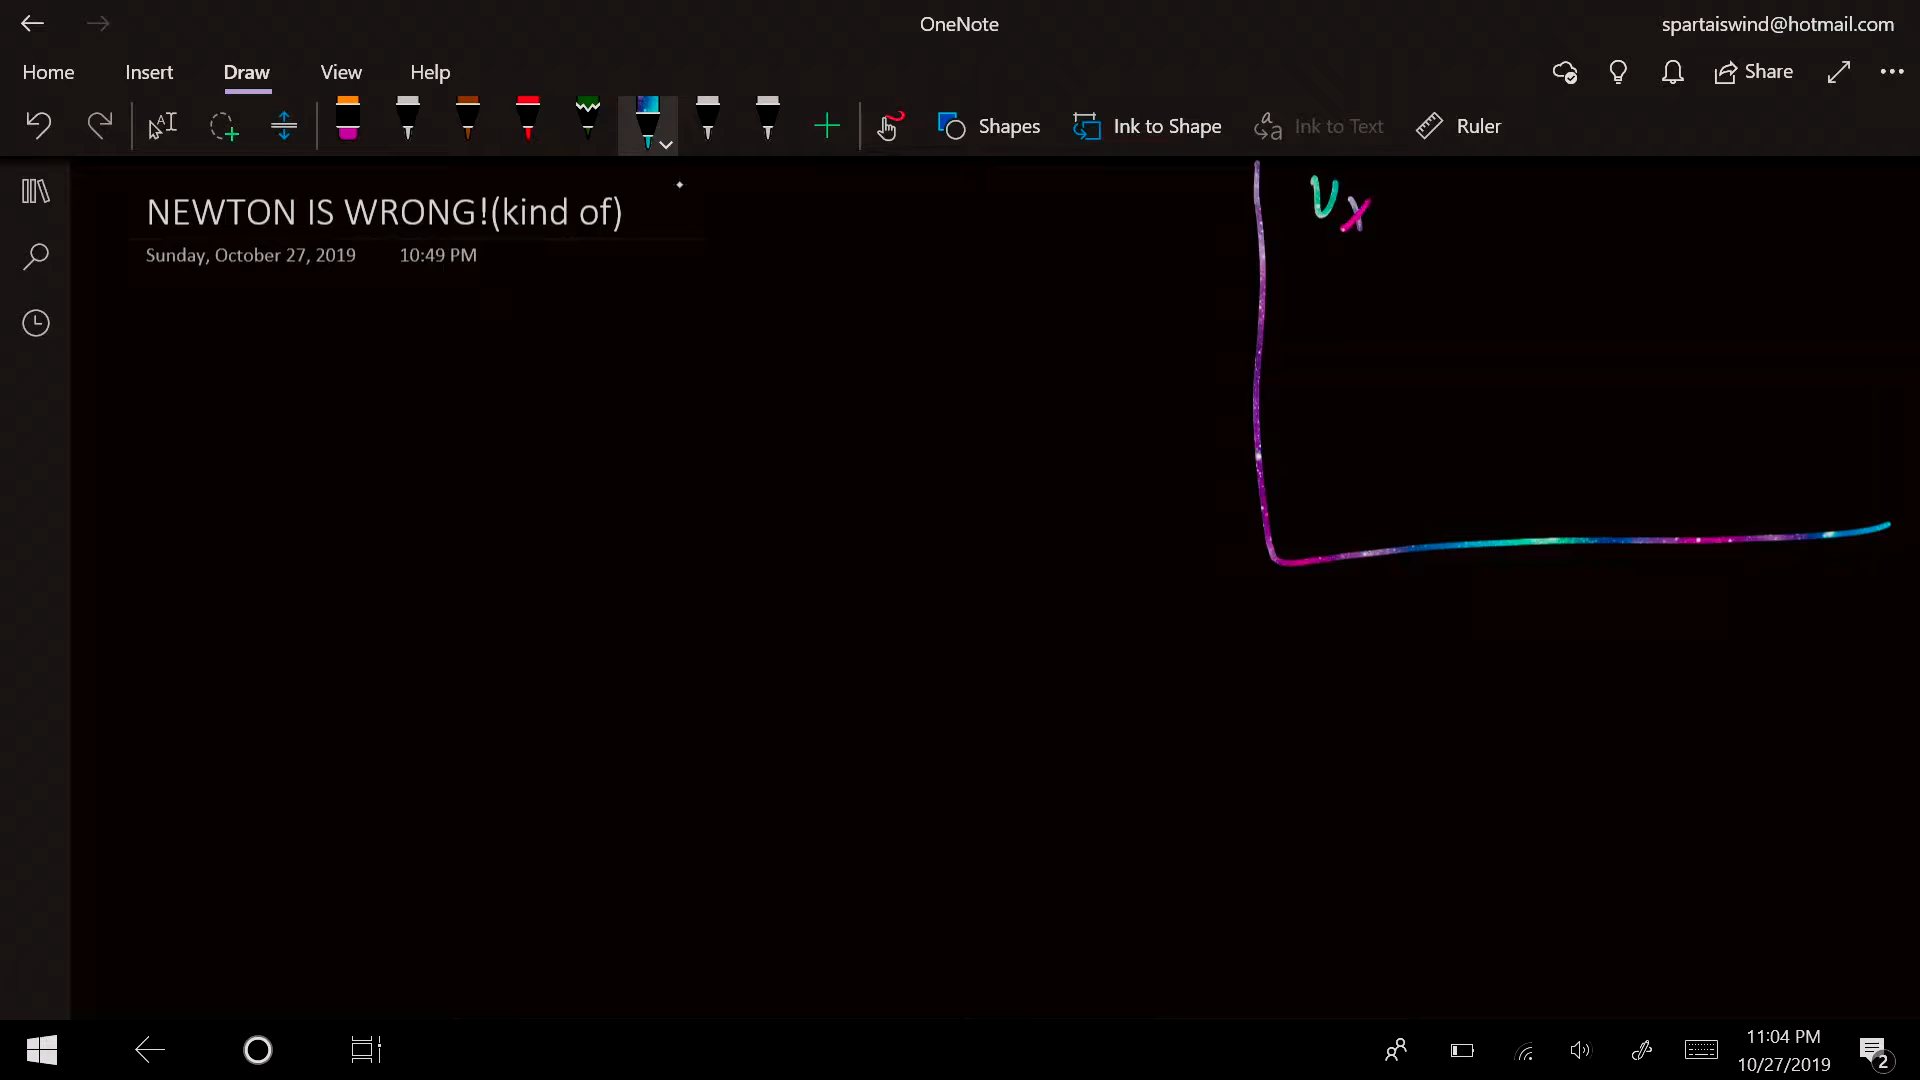 OneNote
spartaiswind@hotmail.com
Home Insert Draw View Help
Share
Shapes Ink to Shape Ink to Text Ruler
NEWTON IS WRONG!(kind of)
Sunday, October 27, 2019 10:49 PM
Vx
11:04 PM
10/27/2019
2